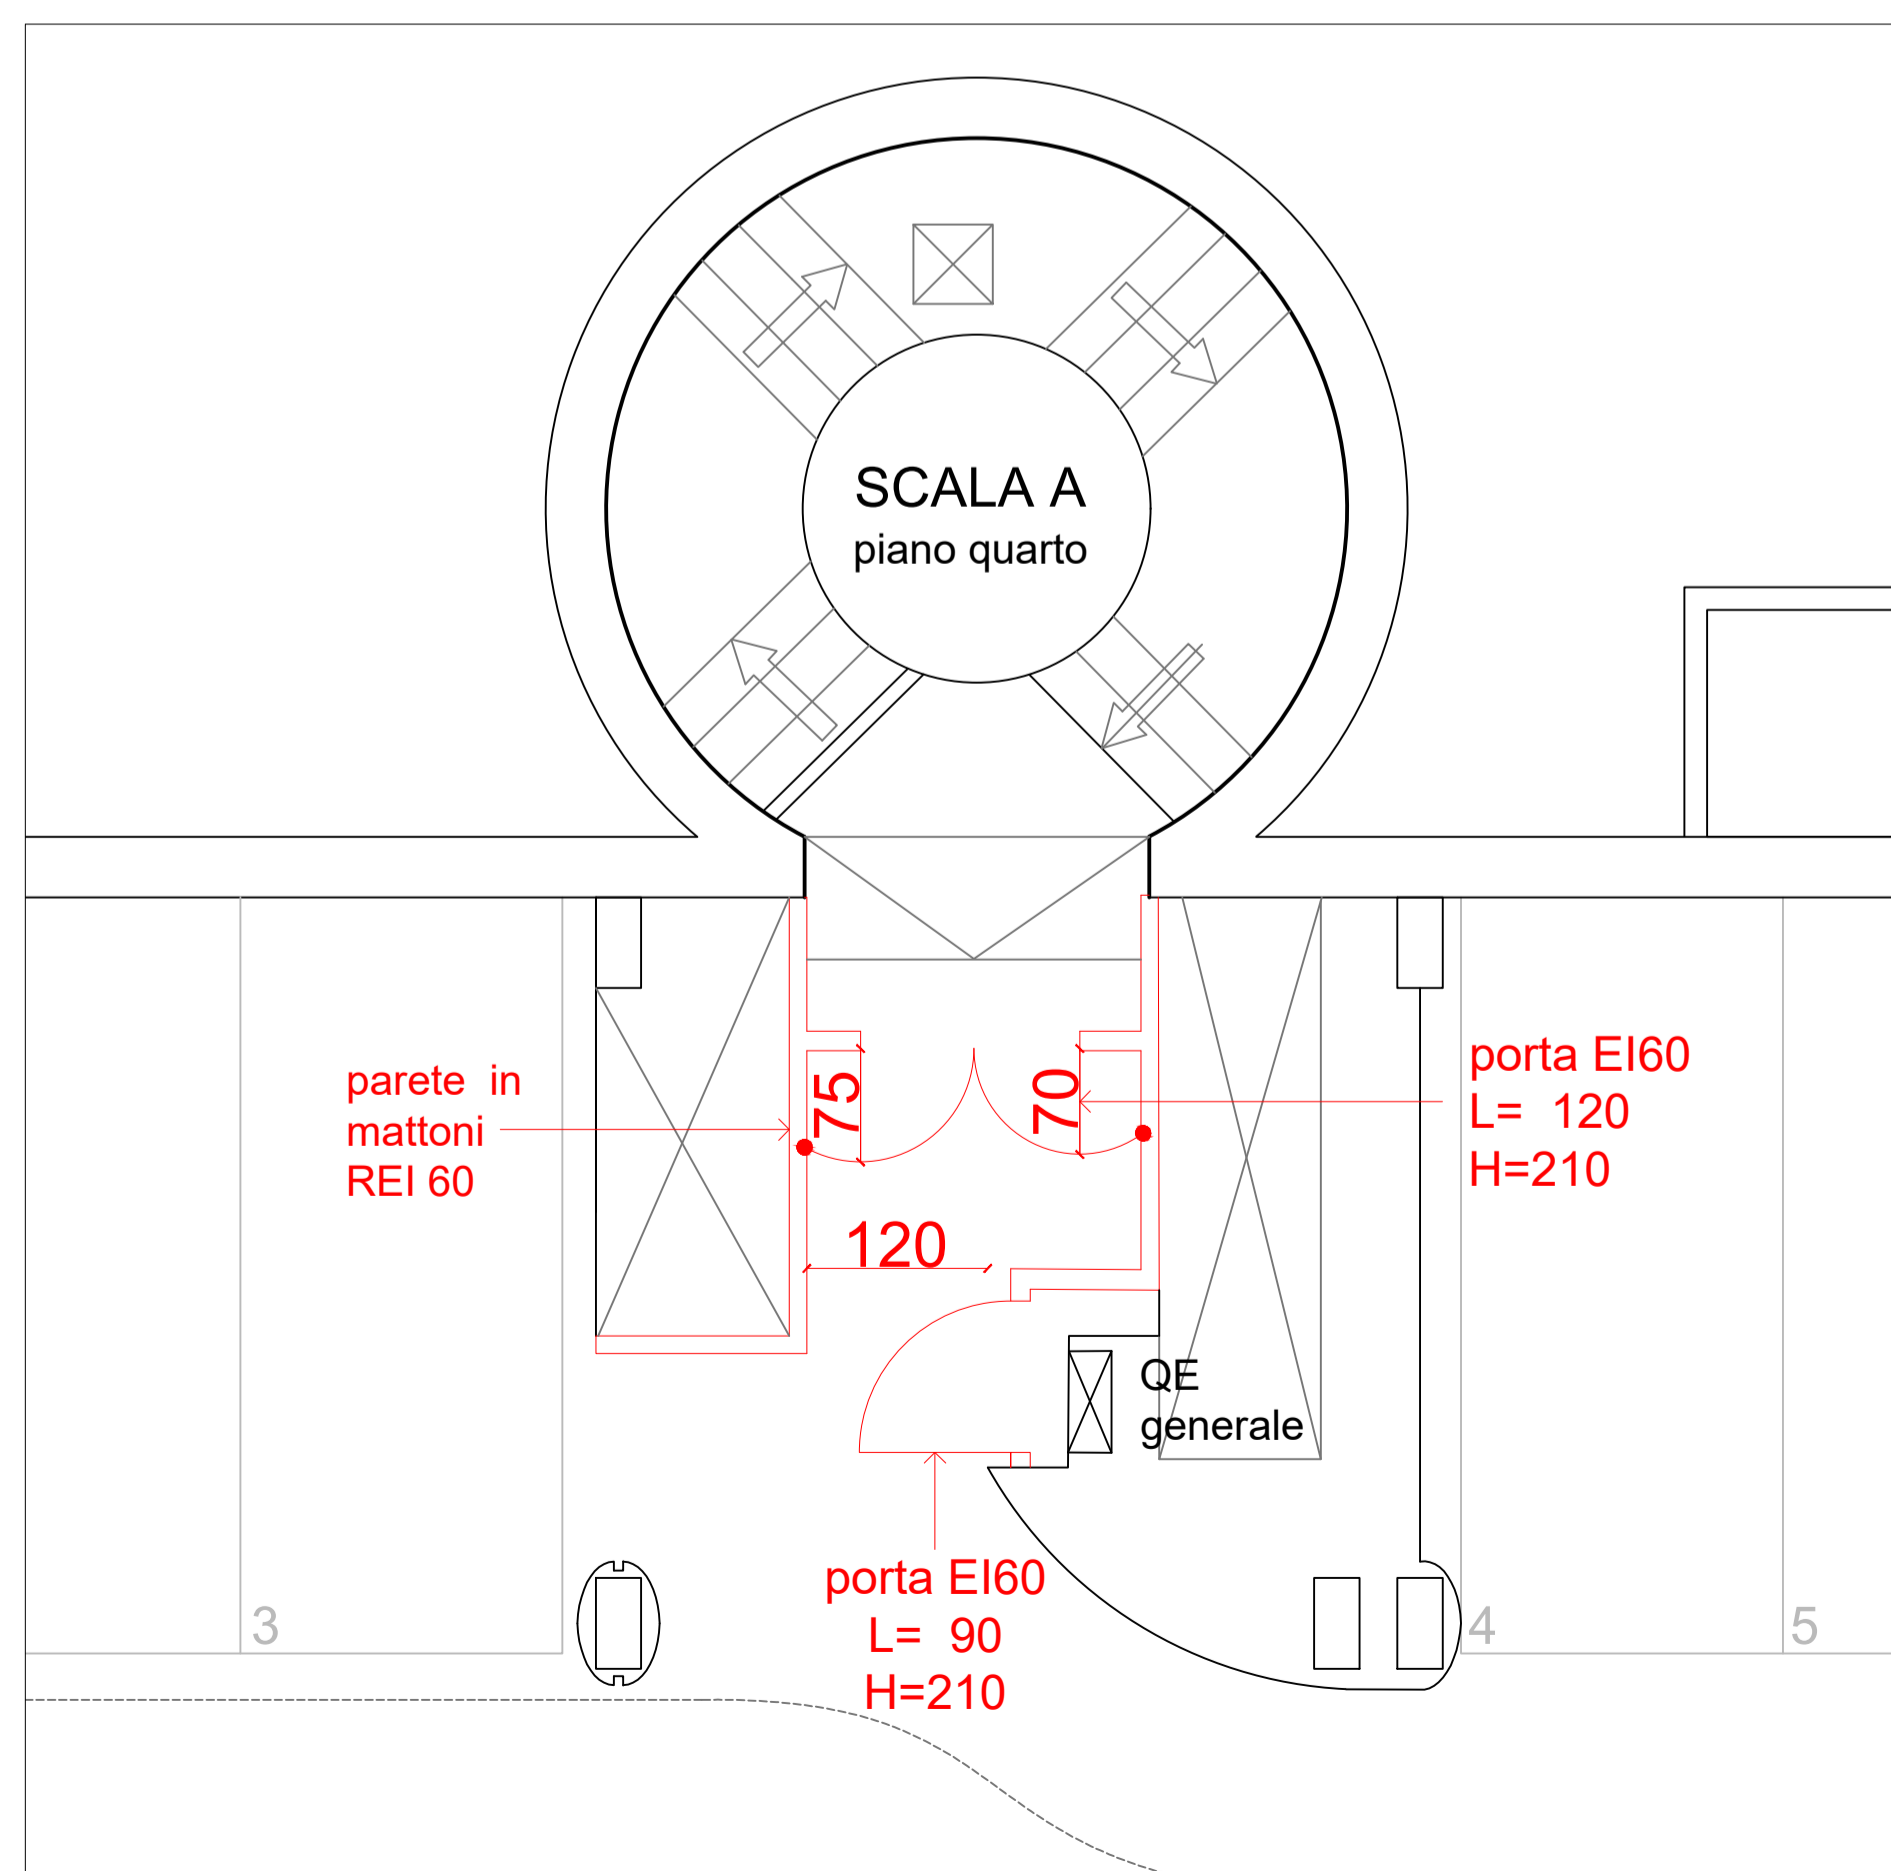 SCALA A
piano quarto
parete in
mattoni
REI 60
75
70
porta EI60
L= 120
H=210
120
QE
generale
porta EI60
L= 90
H=210
3
4
5